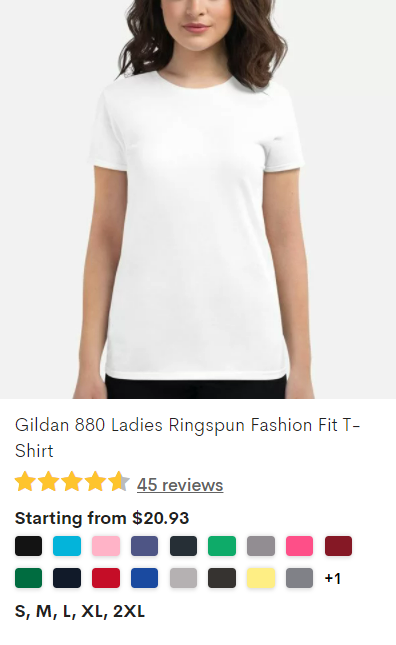 Gildan 880 Ladies Ringspun Fashion Fit T-
Shirt
45 reviews
Starting from $20.93
+1
S, M, L, XL, 2XL